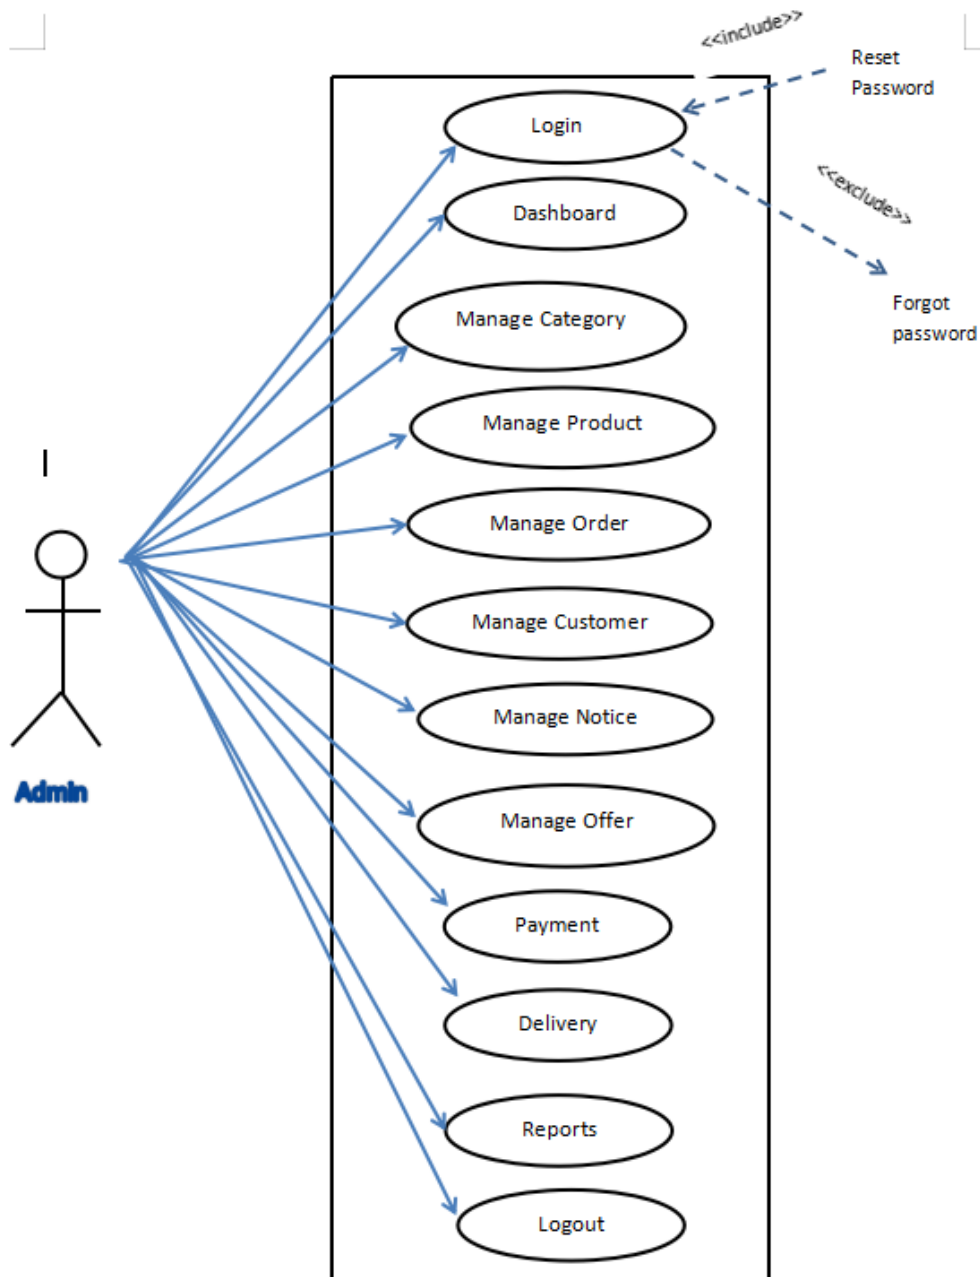 <<include>>
Reset
Password
Login
<<exclude>>
Dashboard
Forgot
password
Manage Category
Manage Product
Manage Order
Manage Customer
Manage Notice
Admin
Manage Offer
Payment
Delivery
Reports
Logout